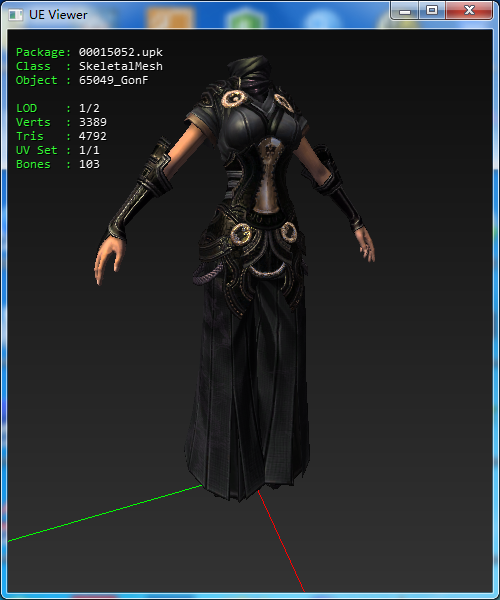 UE Viewer
Package: 00015052.upk
Class : SkeletalMesh
Object : 65049_GonF
LOD : 1/2
Verts : 3389
Tris : 4792
UV Set : 1/1
Bones : 103